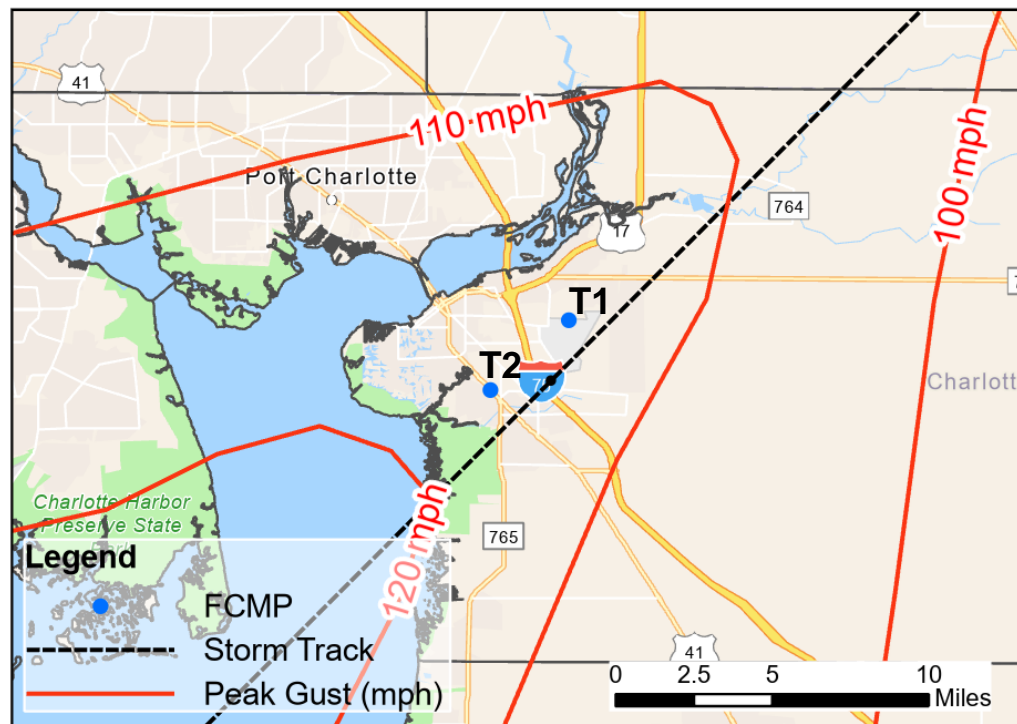 41
110 mph
Port Charlotte
100 mph
764
17
7
T1
T2
75
Charlott
Charlotte Harbor
Preserve State
120 mph
765
Legend
FCMP
Storm Track
Peak Gust (mph)
41
0 2.5 5 10
Miles